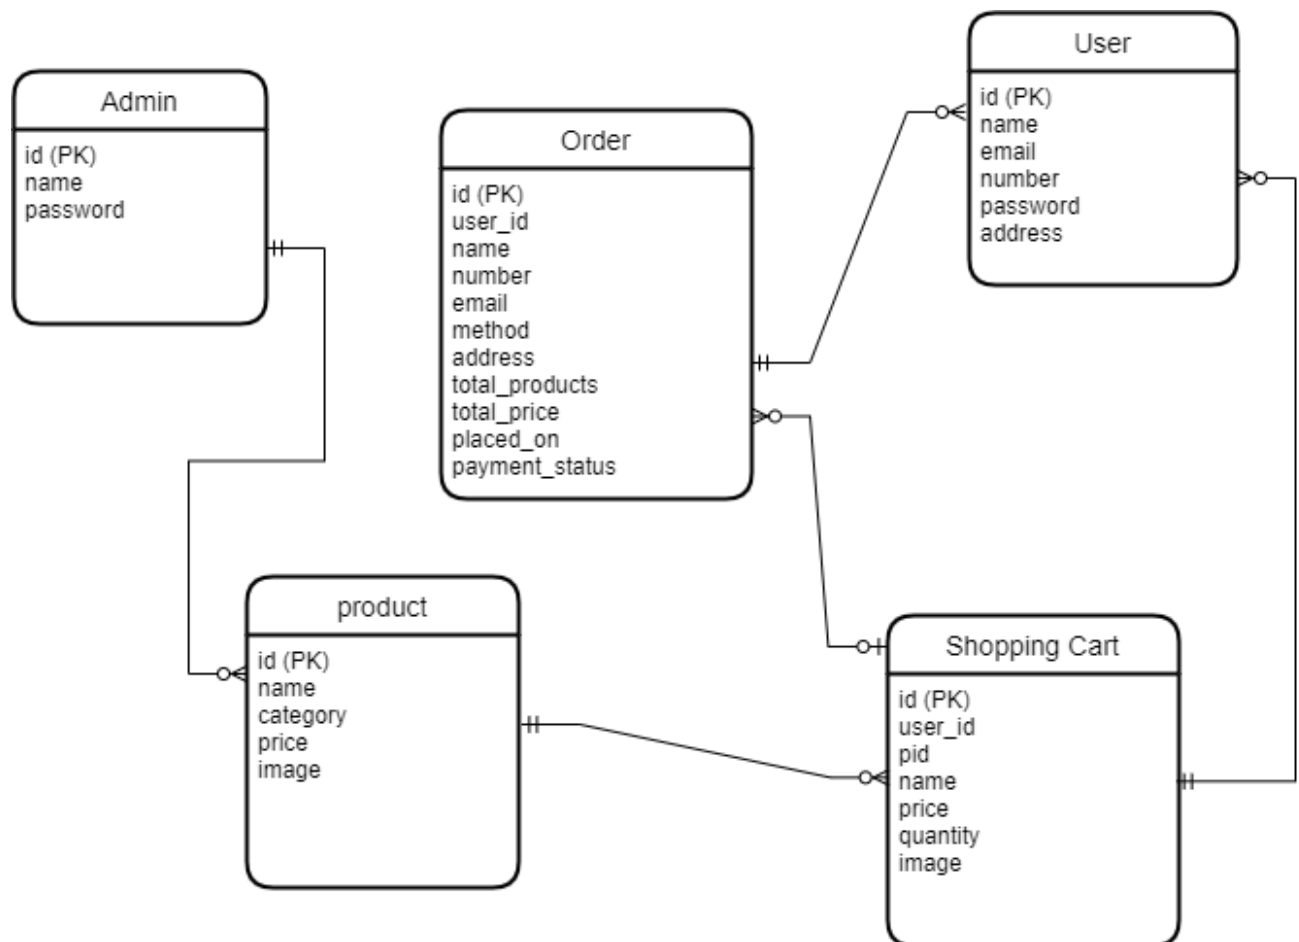 Admin
id (PK)
name
password
Order
id (PK)
user_id
name
number
email
method
address
total_products
total_price
placed_on
payment_status
User
id (PK)
name
email
number
password
address
product
id (PK)
name
category
price
image
Shopping Cart
id (PK)
user_id
pid
name
price
quantity
image